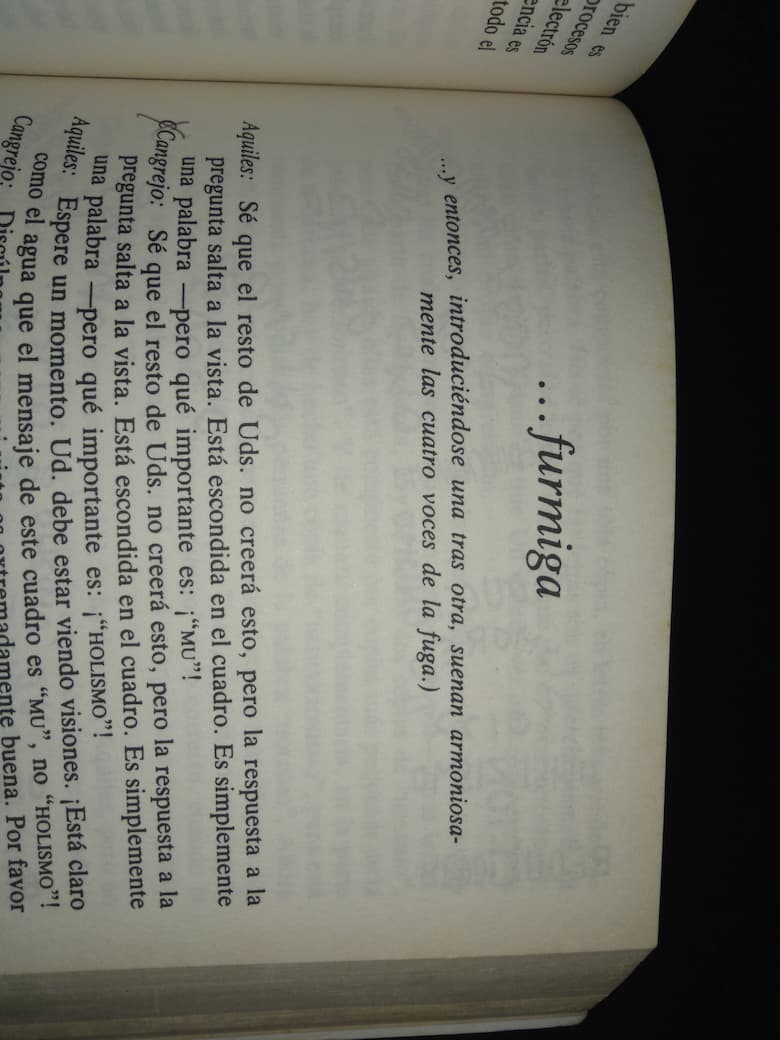 bien es
procesos
electrón
encia es
todo el
...furmiga
...y entonces, introduciéndose una tras otra, suenan armoniosa-
mente las cuatro voces de la fuga.)
Aquiles: Sé que el resto de Uds. no creerá esto, pero la respuesta a la
pregunta salta a la vista. Está escondida en el cuadro. Es simplemente
una palabra —pero qué importante es: ¡“MU”!
Cangrejo: Sé que el resto de Uds. no creerá esto, pero la respuesta a la
pregunta salta a la vista. Está escondida en el cuadro. Es simplemente
una palabra —pero qué importante es: ¡“HOLISMO”!
Aquiles: Espere un momento. Ud. debe estar viendo visiones. ¡Está claro
como el agua que el mensaje de este cuadro es “MU”, no “HOLISMO”!
Cangrejo: Discúlpeme, pero mi vista es extremadamente buena. Por favor